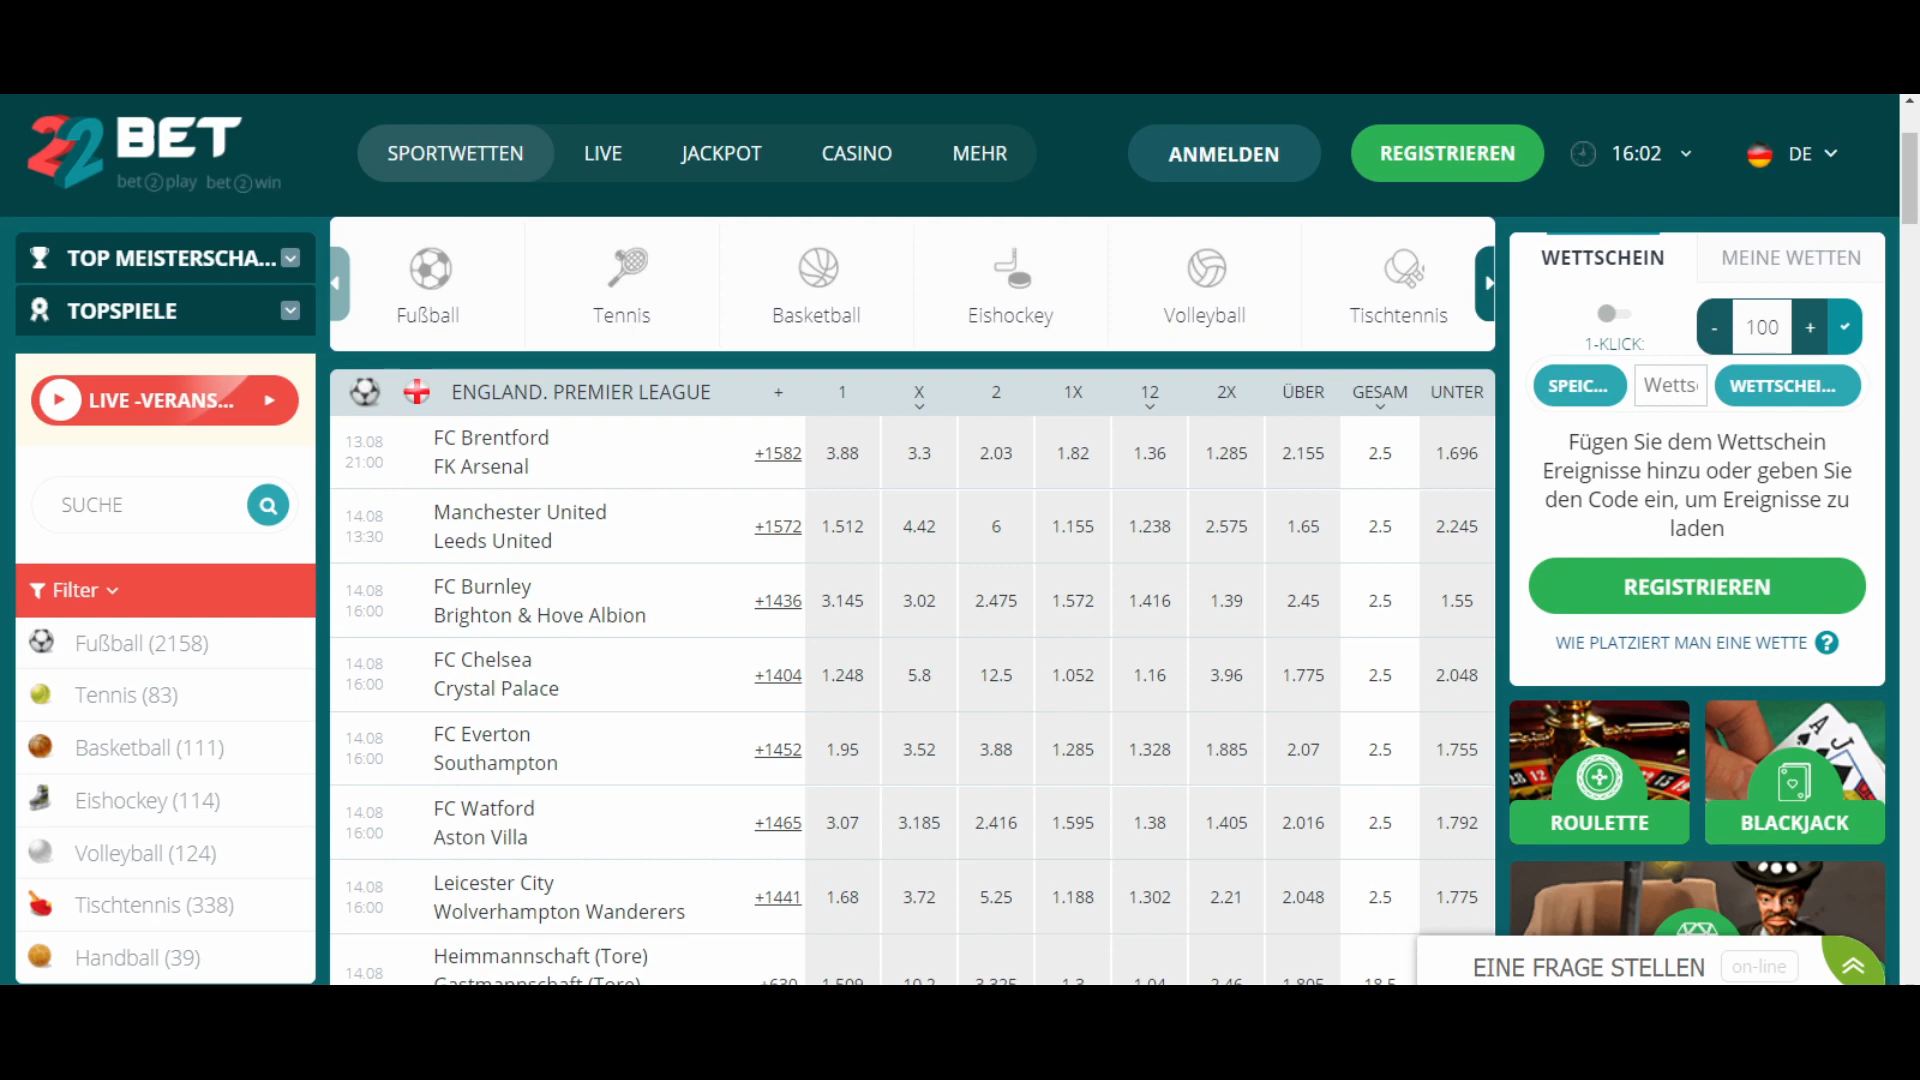 22 BET
bet 2 play bet 2 win
SPORTWETTEN LIVE JACKPOT CASINO MEHR
ANMELDEN REGISTRIEREN 16:02 DE
TOP MEISTERSCHA...
TOPSPIELE
LIVE -VERANS...
SUCHE
Filter
Fußball (2158)
Tennis (83)
Basketball (111)
Eishockey (114)
Volleyball (124)
Tischtennis (338)
Handball (39)
Fußball Tennis Basketball Eishockey Volleyball Tischtennis
ENGLAND. PREMIER LEAGUE + 1 X 2 1X 12 2X ÜBER GESAM UNTER
13.08 21:00 FC Brentford
FK Arsenal +1582 3.88 3.3 2.03 1.82 1.36 1.285 2.155 2.5 1.696
14.08 13:30 Manchester United
Leeds United +1572 1.512 4.42 6 1.155 1.238 2.575 1.65 2.5 2.245
14.08 16:00 FC Burnley
Brighton & Hove Albion +1436 3.145 3.02 2.475 1.572 1.416 1.39 2.45 2.5 1.55
14.08 16:00 FC Chelsea
Crystal Palace +1404 1.248 5.8 12.5 1.052 1.16 3.96 1.775 2.5 2.048
14.08 16:00 FC Everton
Southampton +1452 1.95 3.52 3.88 1.285 1.328 1.885 2.07 2.5 1.755
14.08 16:00 FC Watford
Aston Villa +1465 3.07 3.185 2.416 1.595 1.38 1.405 2.016 2.5 1.792
14.08 16:00 Leicester City
Wolverhampton Wanderers +1441 1.68 3.72 5.25 1.188 1.302 2.21 2.048 2.5 1.775
14.08 Heimmannschaft (Tore)
Gastmannschaft (Tore)
WETTSCHEIN MEINE WETTEN
1-KLICK: - 100 +
SPEIC... Wetts WETTSCHEI...
Fügen Sie dem Wettschein
Ereignisse hinzu oder geben Sie
den Code ein, um Ereignisse zu
laden
REGISTRIEREN
WIE PLATZIERT MAN EINE WETTE ?
ROULETTE BLACKJACK
EINE FRAGE STELLEN on-line